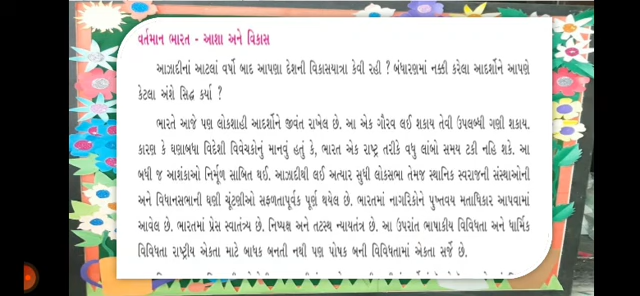 વર્તમાન ભારત - આશા અને વિકાસ
આઝાદીનાં આટલાં વર્ષો બાદ આપણા દેશની વિકાસયાત્રા કેવી રહી ? બંધારણમાં નક્કી કરેલા આદર્શોને આપણે
કેટલા અંશે સિદ્ધ કર્યા ?
ભારતે આજે પણ લોકશાહી આદર્શોને જીવંત રાખેલ છે. આ એક ગૌરવ લઈ શકાય તેવી ઉપલબ્ધી ગણી શકાય.
કારણ કે ઘણાબધા વિદેશી વિવેચકોનું માનવું હતું કે, ભારત એક રાષ્ટ્ર તરીકે વધુ લાંબો સમય ટકી નહિ શકે. આ
બધી જ આશંકાઓ નિર્મૂળ સાબિત થઈ. આઝાદીથી લઈ અત્યાર સુધી લોકસભા તેમજ સ્થાનિક સ્વરાજની સંસ્થાઓની
અને વિધાનસભાની ઘણી ચૂંટણીઓ સફળતાપૂર્વક પૂર્ણ થયેલ છે. ભારતમાં નાગરિકોને પુખ્તવય મતાધિકાર આપવામાં
આવેલ છે. ભારતમાં પ્રેસ સ્વાતંત્ર્ય છે. નિષ્પક્ષ અને તટસ્થ ન્યાયતંત્ર છે. આ ઉપરાંત ભાષાકીય વિવિધતા અને ધાર્મિક
વિવિધતા રાષ્ટ્રીય એકતા માટે બાધક બનતી નથી પણ પોષક બની વિવિધતામાં એકતા સર્જે છે.